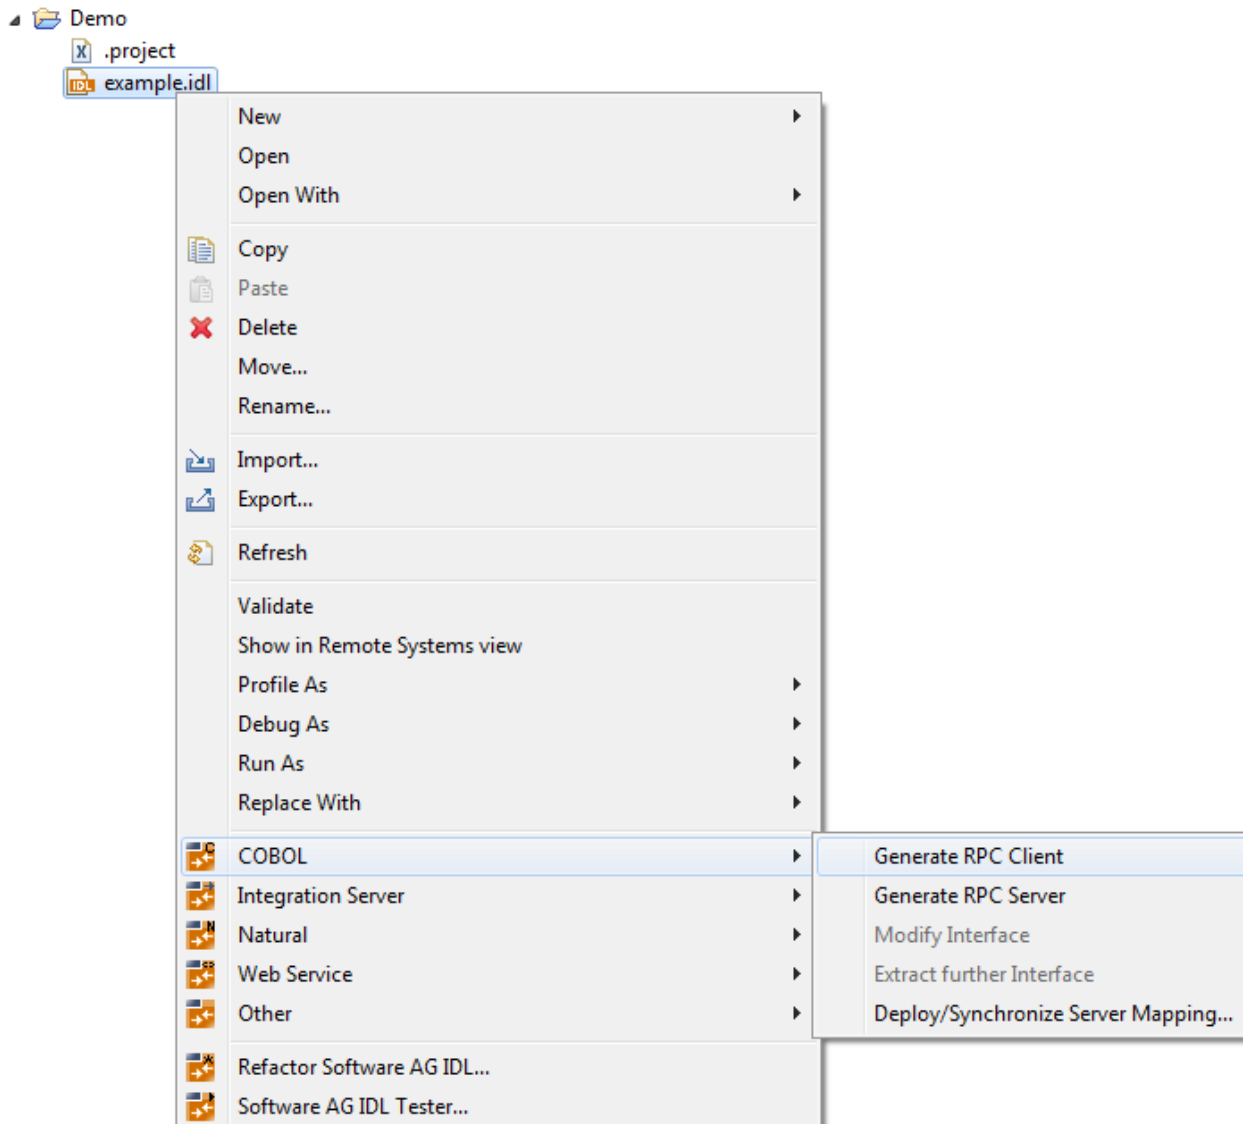 Demo
.project
example.idl
New
Open
Open With
Copy
Paste
Delete
Move...
Rename...
Import...
Export...
Refresh
Validate
Show in Remote Systems view
Profile As
Debug As
Run As
Replace With
COBOL
Generate RPC Client
Integration Server
Generate RPC Server
Natural
Modify Interface
Web Service
Extract further Interface
Other
Deploy/Synchronize Server Mapping...
Refactor Software AG IDL...
Software AG IDL Tester...